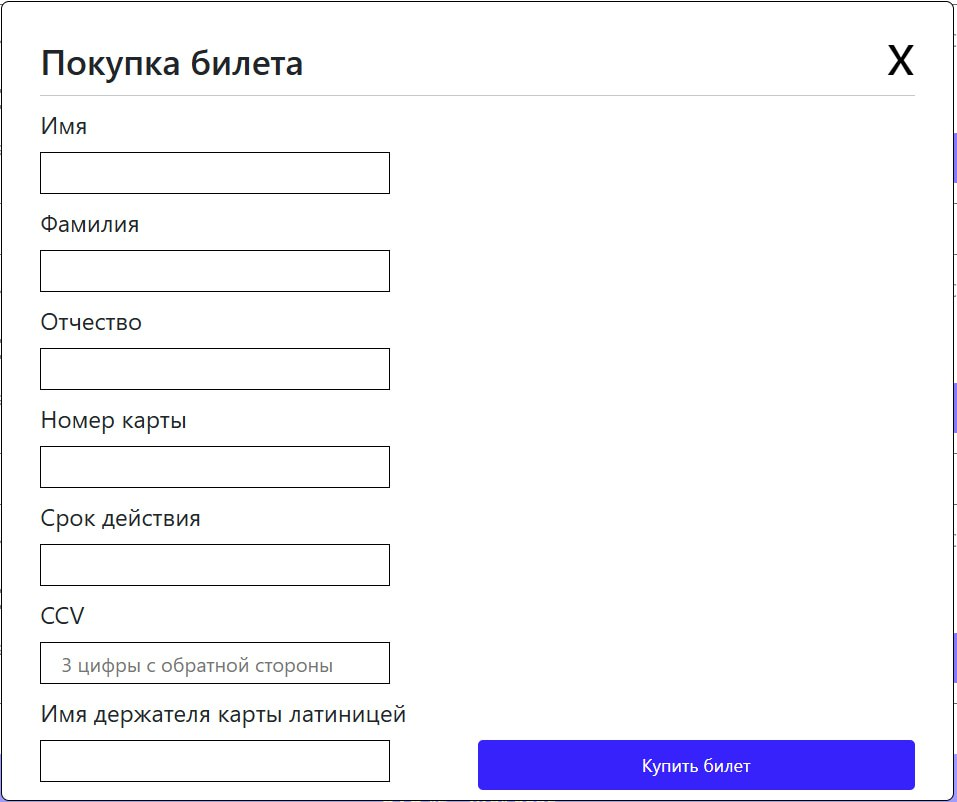 Покупка билета
X
Имя
Фамилия
Отчество
Номер карты
Срок действия
CCV
3 цифры с обратной стороны
Имя держателя карты латиницей
Купить билет